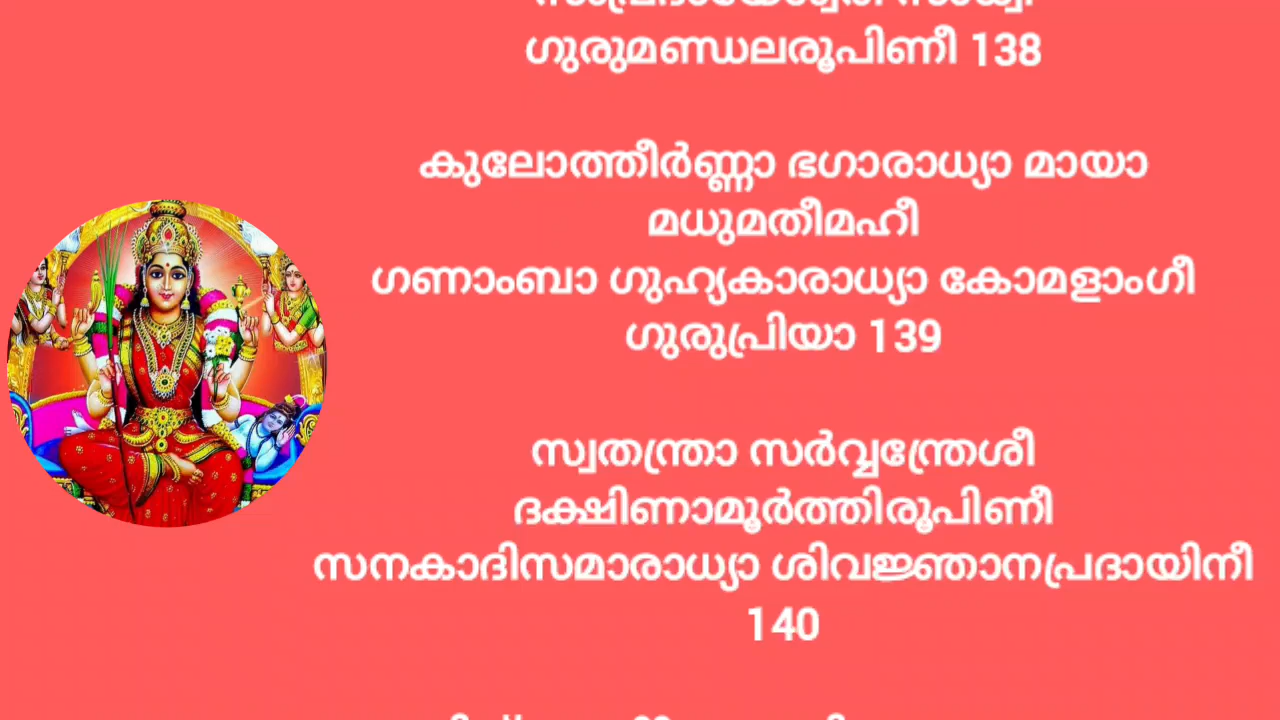 ഗുരുമണ്ഡലരൂപിണീ 138
കുലോത്തീർണ്ണാ ഭഗാരാധ്യാ മായാ
മധുമതീമഹീ
ഗണാംബാ ഗുഹ്യകാരാധ്യാ കോമളാംഗീ
ഗുരുപ്രിയാ 139
സ്വതന്ത്രാ സർവ്വന്ത്രേശീ
ദക്ഷിണാമൂർത്തിരൂപിണീ
സനകാദിസമാരാധ്യാ ശിവജ്ഞാനപ്രദായിനീ
140